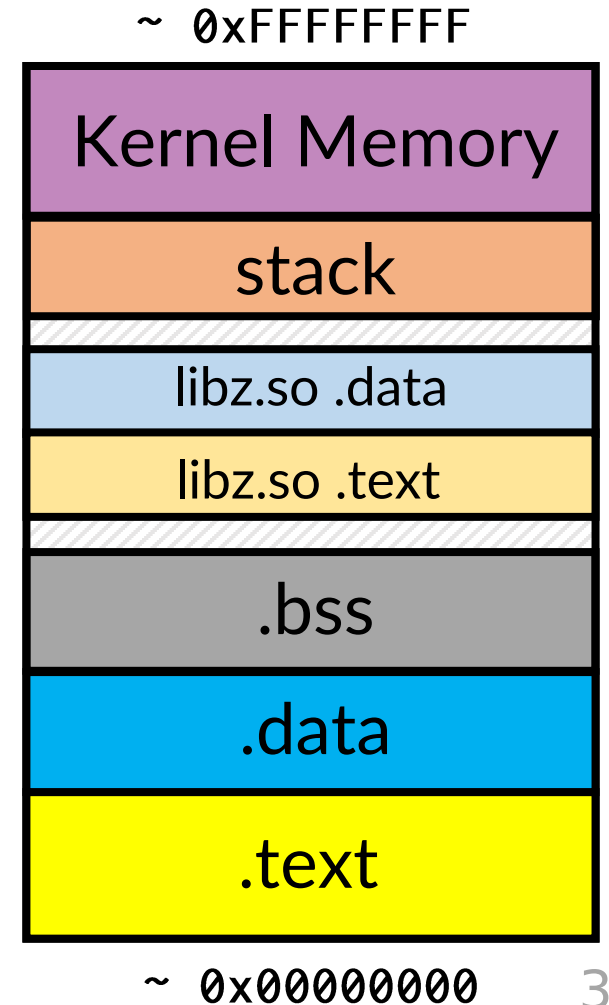 ~ 0xFFFFFFFF
Kernel Memory
stack
libz.so .data
libz.so .text
.bss
.data
.text
~ 0x00000000
3